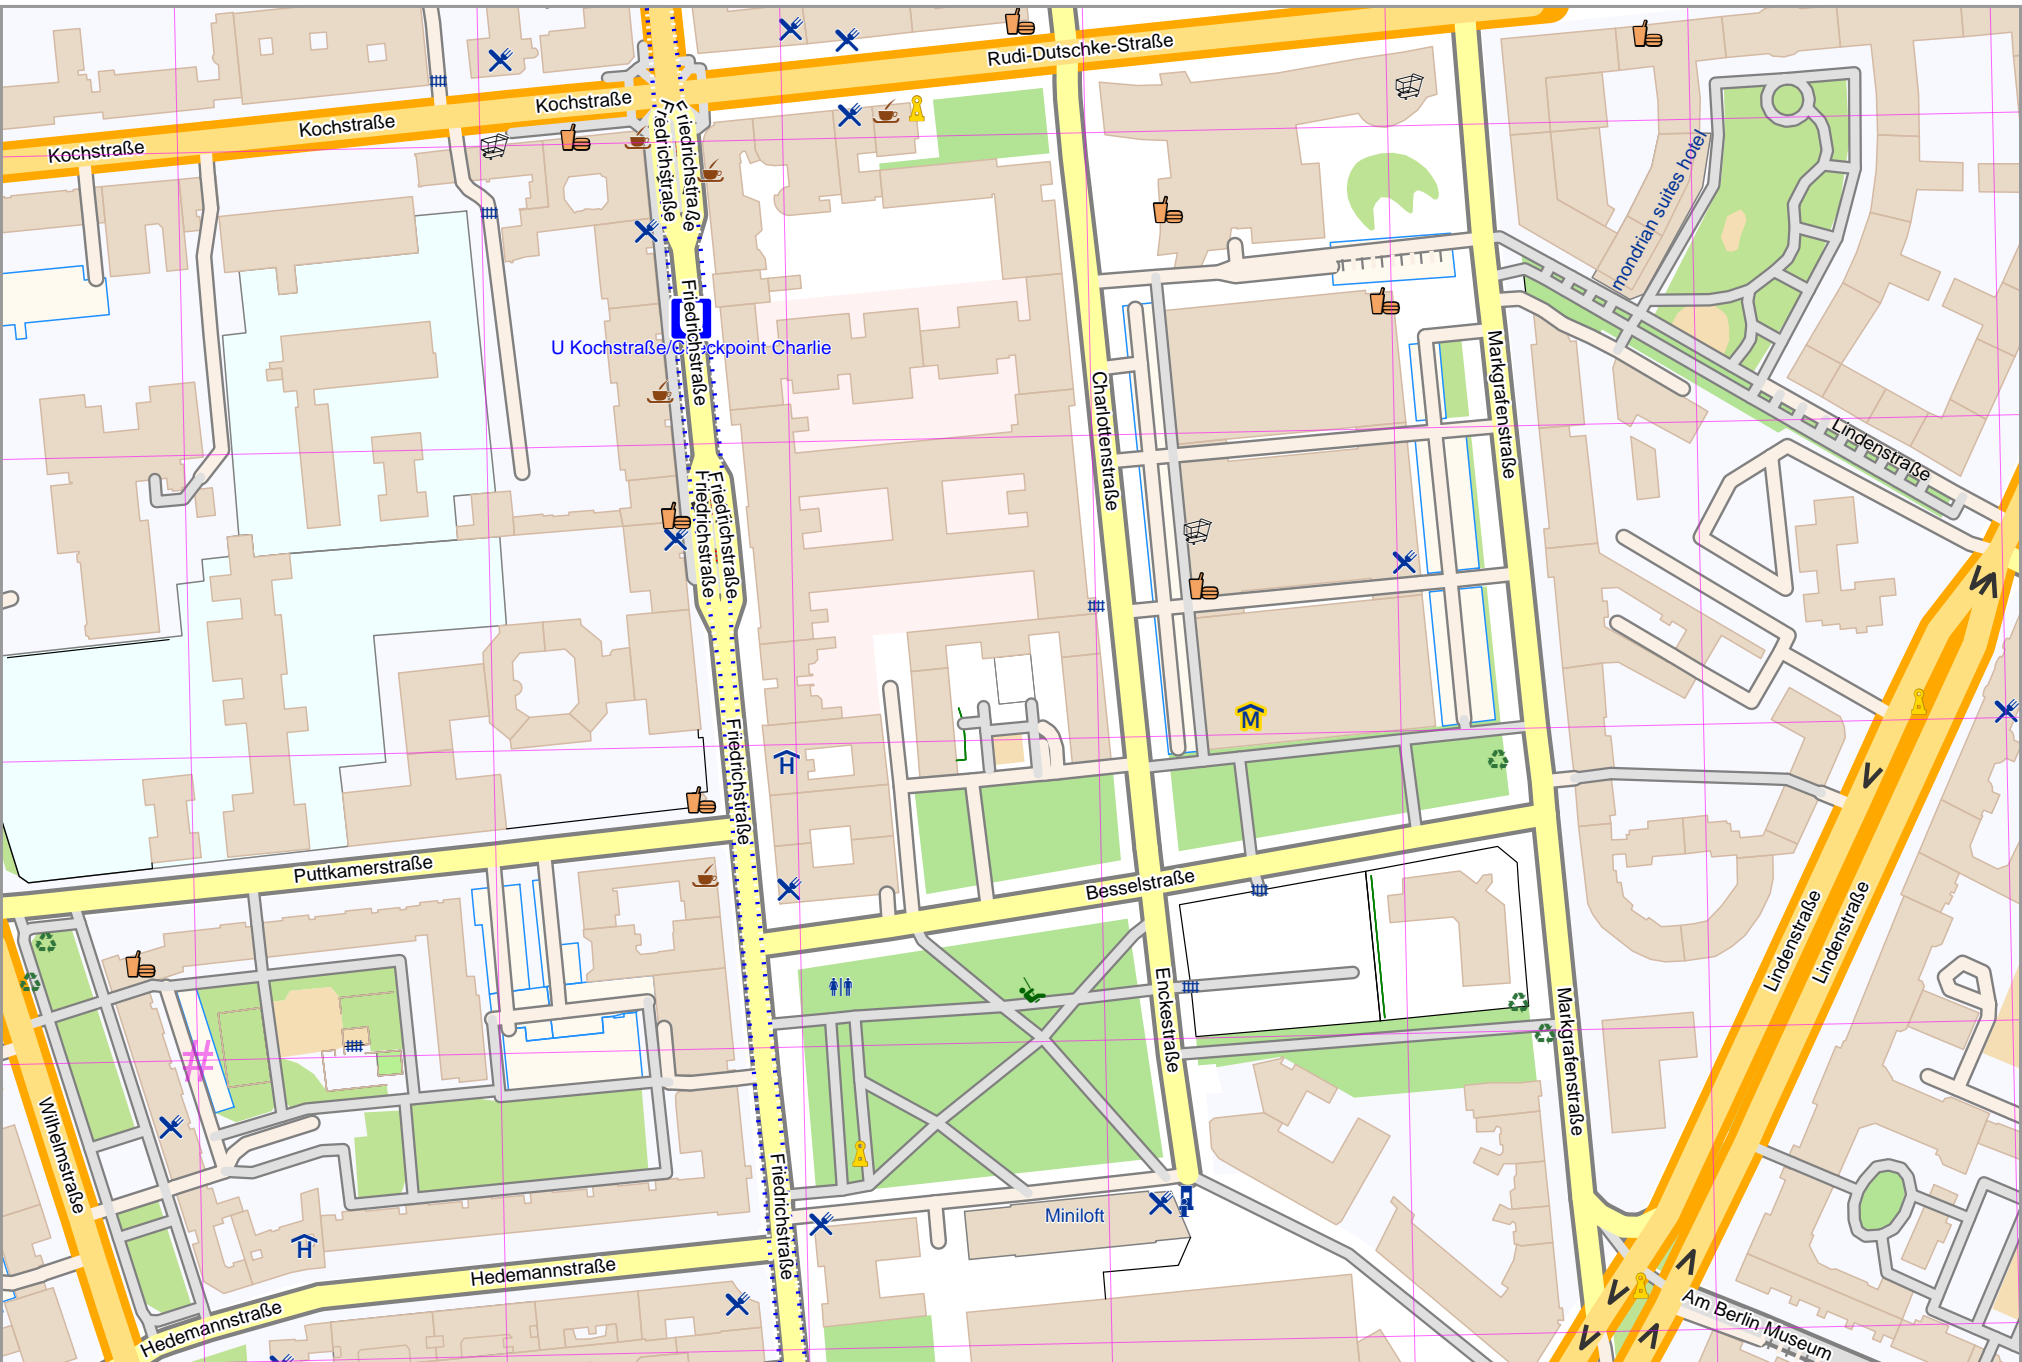 Rudi-Dutschke-Straße
Kochstraße
Kochstraße
Kochstraße
Friedrichstraße
Friedrichstraße
mondrian suites hotel
Friedrichstraße
U Kochstraße/Checkpoint Charlie
Charlottenstraße
Markgrafenstraße
Lindenstraße
Friedrichstraße
Friedrichstraße
M
Friedrichstraße
H
Puttkamerstraße
Besselstraße
Lindenstraße
Lindenstraße
Enckestraße
Markgrafenstraße
#
Wilhelmstraße
Friedrichstraße
Miniloft
H
Hedemannstraße
Hedemannstraße
Am Berlin Museum